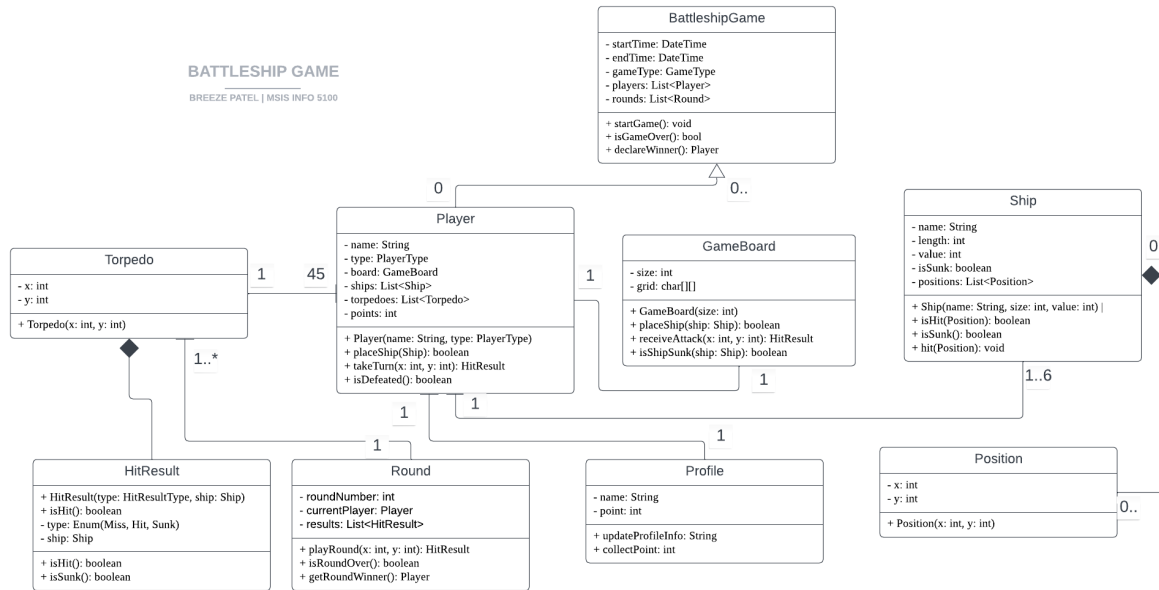 BattleshipGame
- startTime: DateTime
- endTime: DateTime
- gameType: GameType
- players: List<Player>
- rounds: List<Round>
+ startGame(): void
+ isGameOver(): bool
+ declareWinner(): Player
BATTLESHIP GAME
BREEZE PATEL | MSIS INFO 5100
0
0..
Player
- name: String
- type: PlayerType
- board: GameBoard
- ships: List<Ship>
- torpedoes: List<Torpedo>
- points: int
+ Player(name: String, type: PlayerType)
+ placeShip(Ship): boolean
+ takeTurn(x: int, y: int): HitResult
+ isDefeated(): boolean
Ship
- name: String
- length: int
- value: int
- isSunk: boolean
- positions: List<Position>
+ Ship(name: String, size: int, value: int) |
+ isHit(Position): boolean
+ isSunk(): boolean
+ hit(Position): void
0
Torpedo
- x: int
- y: int
+ Torpedo(x: int, y: int)
1
45
1
GameBoard
- size: int
- grid: char[][]
+ GameBoard(size: int)
+ placeShip(ship: Ship): boolean
+ receiveAttack(x: int, y: int): HitResult
+ isShipSunk(ship: Ship): boolean
1..*
1
1..6
1
1
1
1
HitResult
+ HitResult(type: HitResultType, ship: Ship)
+ isHit(): boolean
- type: Enum(Miss, Hit, Sunk)
- ship: Ship
+ isHit(): boolean
+ isSunk(): boolean
Round
- roundNumber: int
- currentPlayer: Player
- results: List<HitResult>
+ playRound(x: int, y: int): HitResult
+ isRoundOver(): boolean
+ getRoundWinner(): Player
Profile
- name: String
- point: int
+ updateProfileInfo: String
+ collectPoint: int
Position
- x: int
- y: int
+ Position(x: int, y: int)
0..